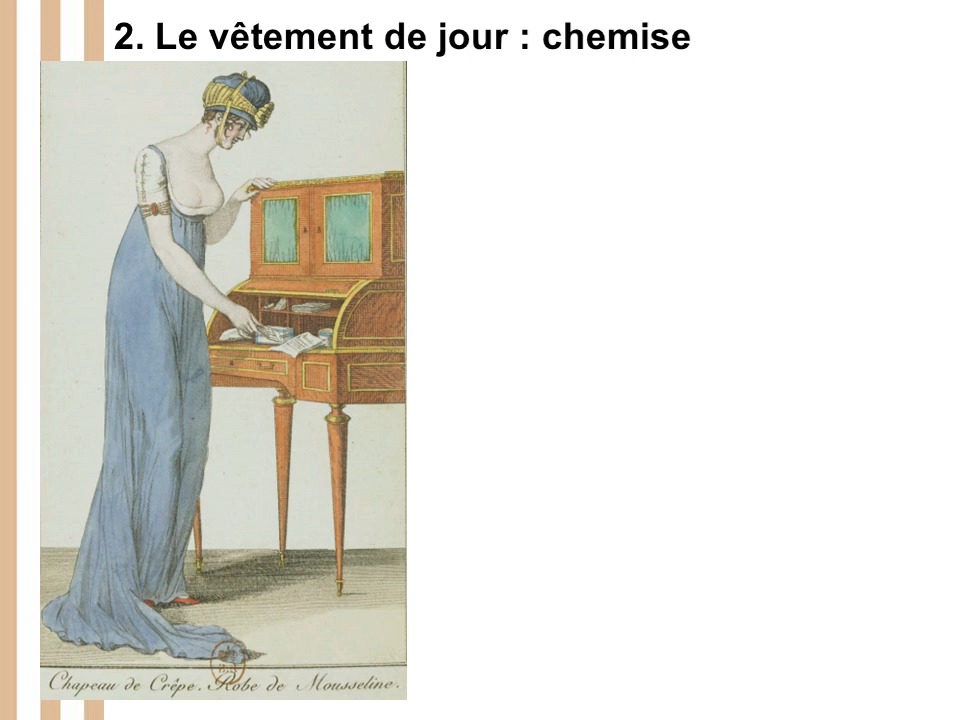 2. Le vêtement de jour : chemise
Chapeau de Crêpe. Robe de Mousseline.